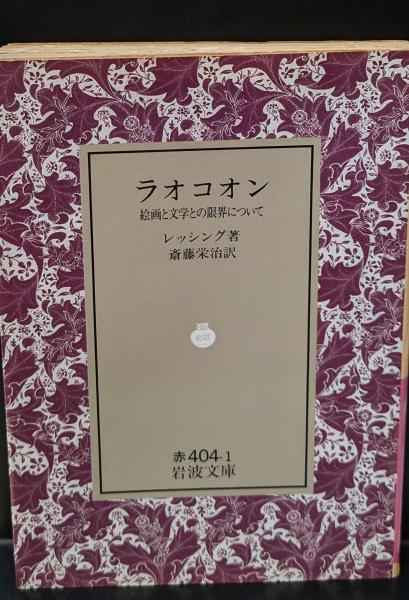 ラオコオン
絵画と文学との限界について
レッシング著
斎藤栄治訳
赤404-1
岩波文庫